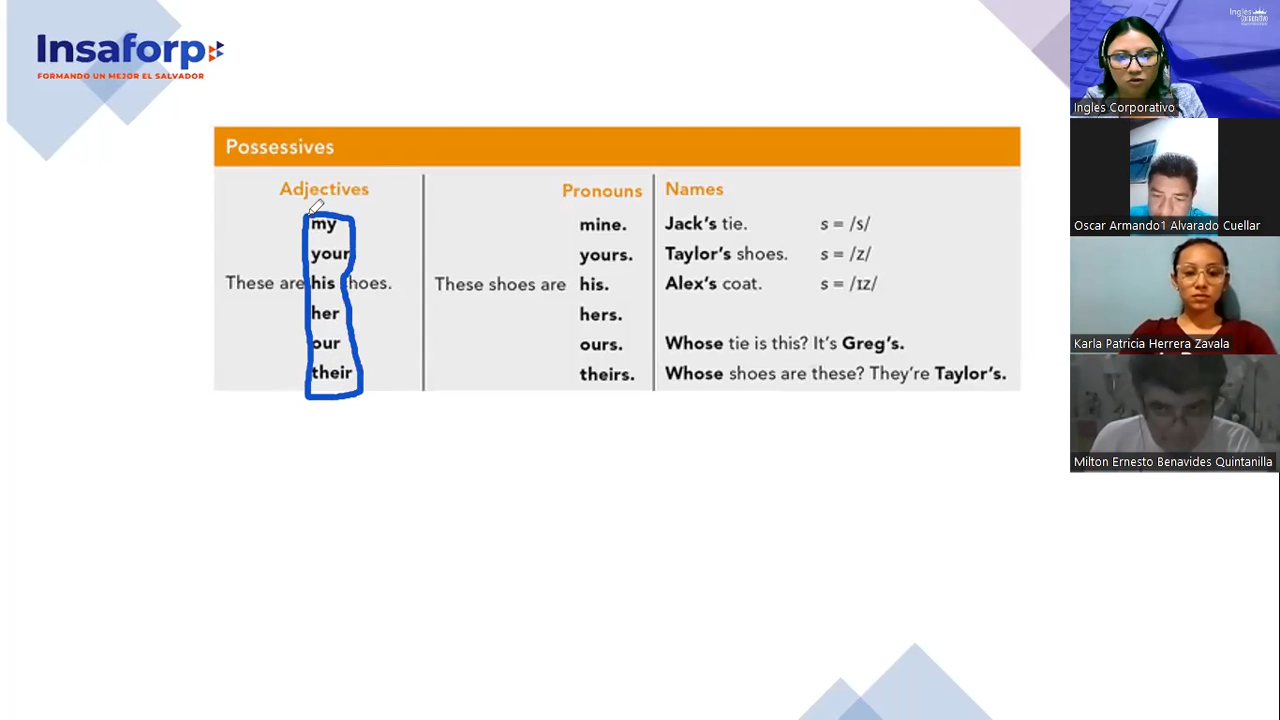 Insaforp
FORMANDO UN MEJOR EL SALVADOR
Possessives
Adjectives
my
your
These are his shoes.
her
our
their
Pronouns
mine.
yours.
These shoes are his.
hers.
ours.
theirs.
Names
Jack's tie. s = /s/
Taylor's shoes. s = /z/
Alex's coat. s = /ɪz/
Whose tie is this? It's Greg's.
Whose shoes are these? They're Taylor's.
Ingles Corporativo
Ingles Corporativo
Oscar Armando1 Alvarado Cuellar
Karla Patricia Herrera Zavala
Milton Ernesto Benavides Quintanilla